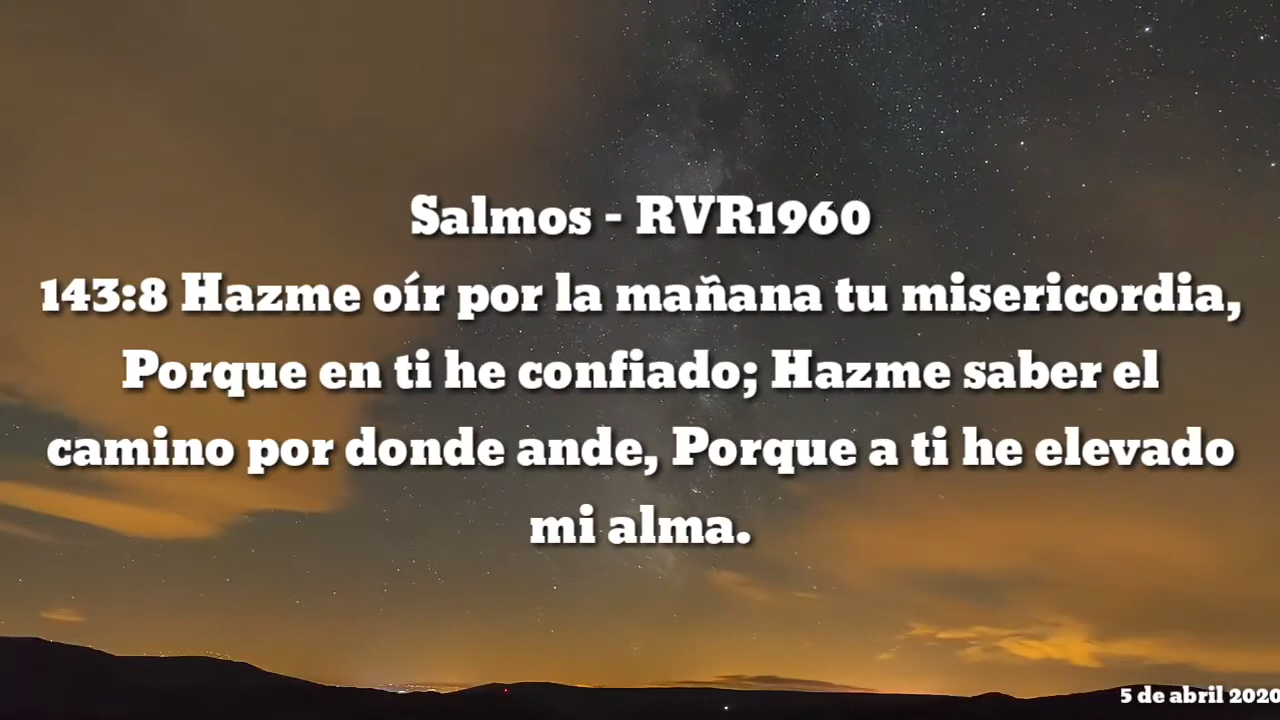 Salmos - RVR1960
143:8 Hazme oír por la mañana tu misericordia,
Porque en ti he confiado; Hazme saber el
camino por donde ande, Porque a ti he elevado
mi alma.
5 de abril 2020